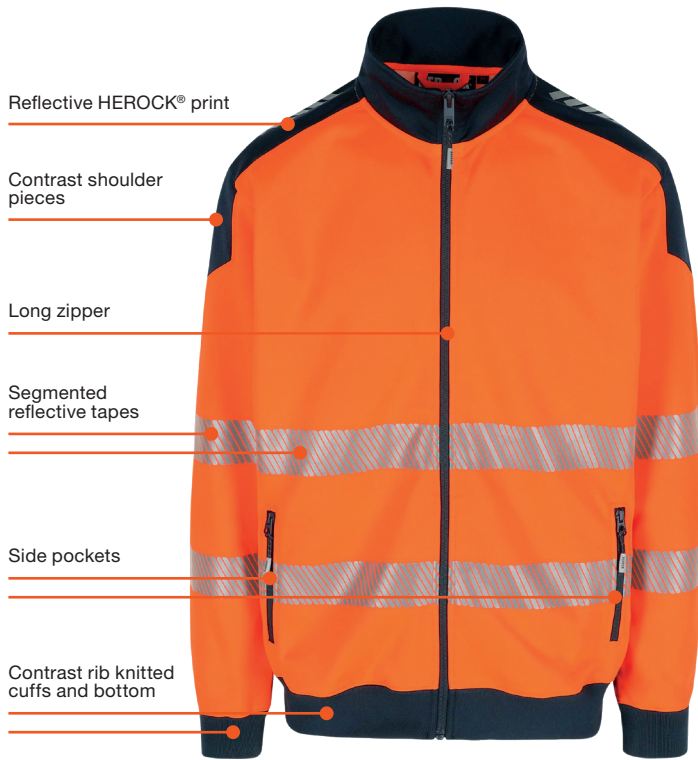 Reflective HEROCK® print
Contrast shoulder
pieces
Long zipper
Segmented
reflective tapes
Side pockets
Contrast rib knitted
cuffs and bottom